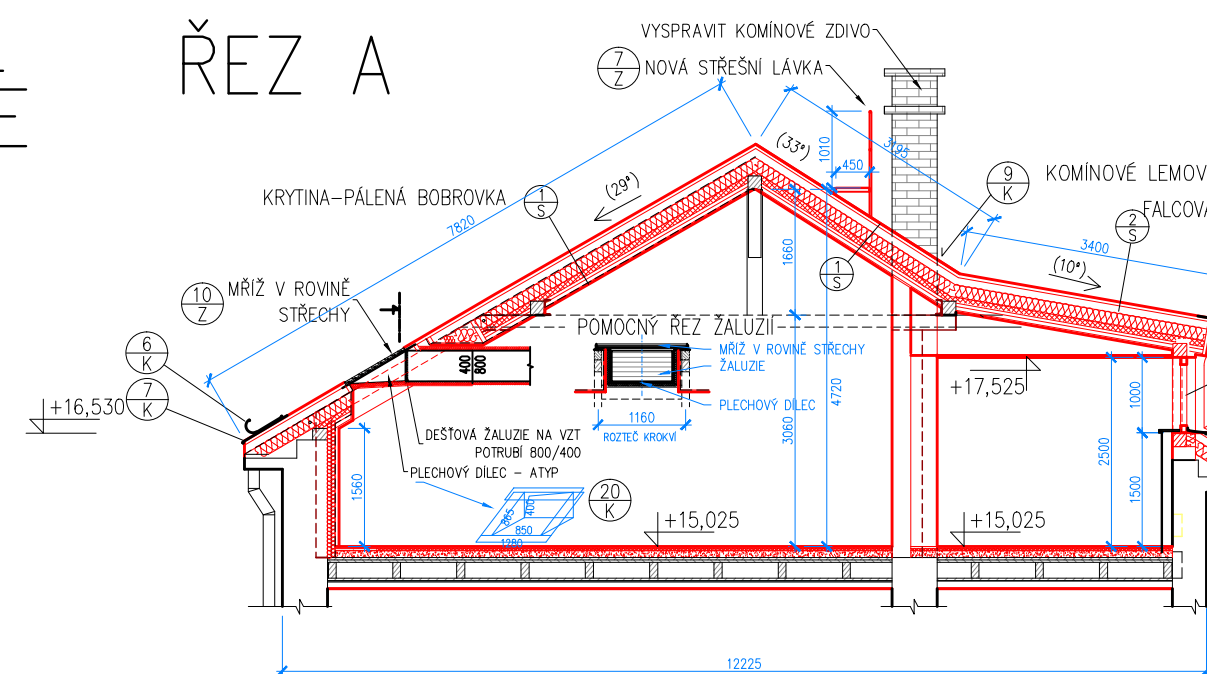 ŘEZ A
VYSPRAVIT KOMÍNOVÉ ZDIVO
7
Z
NOVÁ STŘEŠNÍ LÁVKA
1010
450
(33°)
3195
9
K
KOMÍNOVÉ LEMOV
FALCOVA
2
S
3400
(10°)
KRYTINA-PÁLENÁ BOBROVKA
1
S
(29°)
7820
1660
1
S
10
Z
MŘÍŽ V ROVINĚ
STŘECHY
POMOCNÝ ŘEZ ŽALUZIÍ
MŘÍŽ V ROVINĚ STŘECHY
ŽALUZIE
PLECHOVÝ DÍLEC
400
800
6
K
7
K
+16,530
+17,525
4720
3060
1000
1160
ROZTEČ KROKVÍ
DEŠŤOVÁ ŽALUZIE NA VZT
POTRUBÍ 800/400
PLECHOVÝ DÍLEC - ATYP
1560
2500
1500
20
K
865
400
850
1280
+15,025
+15,025
12225